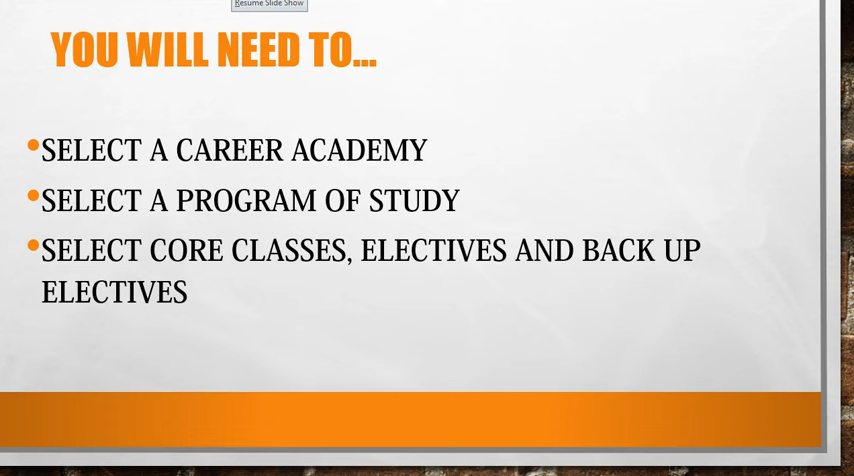 Resume Slide Show
YOU WILL NEED TO...
•SELECT A CAREER ACADEMY
•SELECT A PROGRAM OF STUDY
•SELECT CORE CLASSES, ELECTIVES AND BACK UP
ELECTIVES